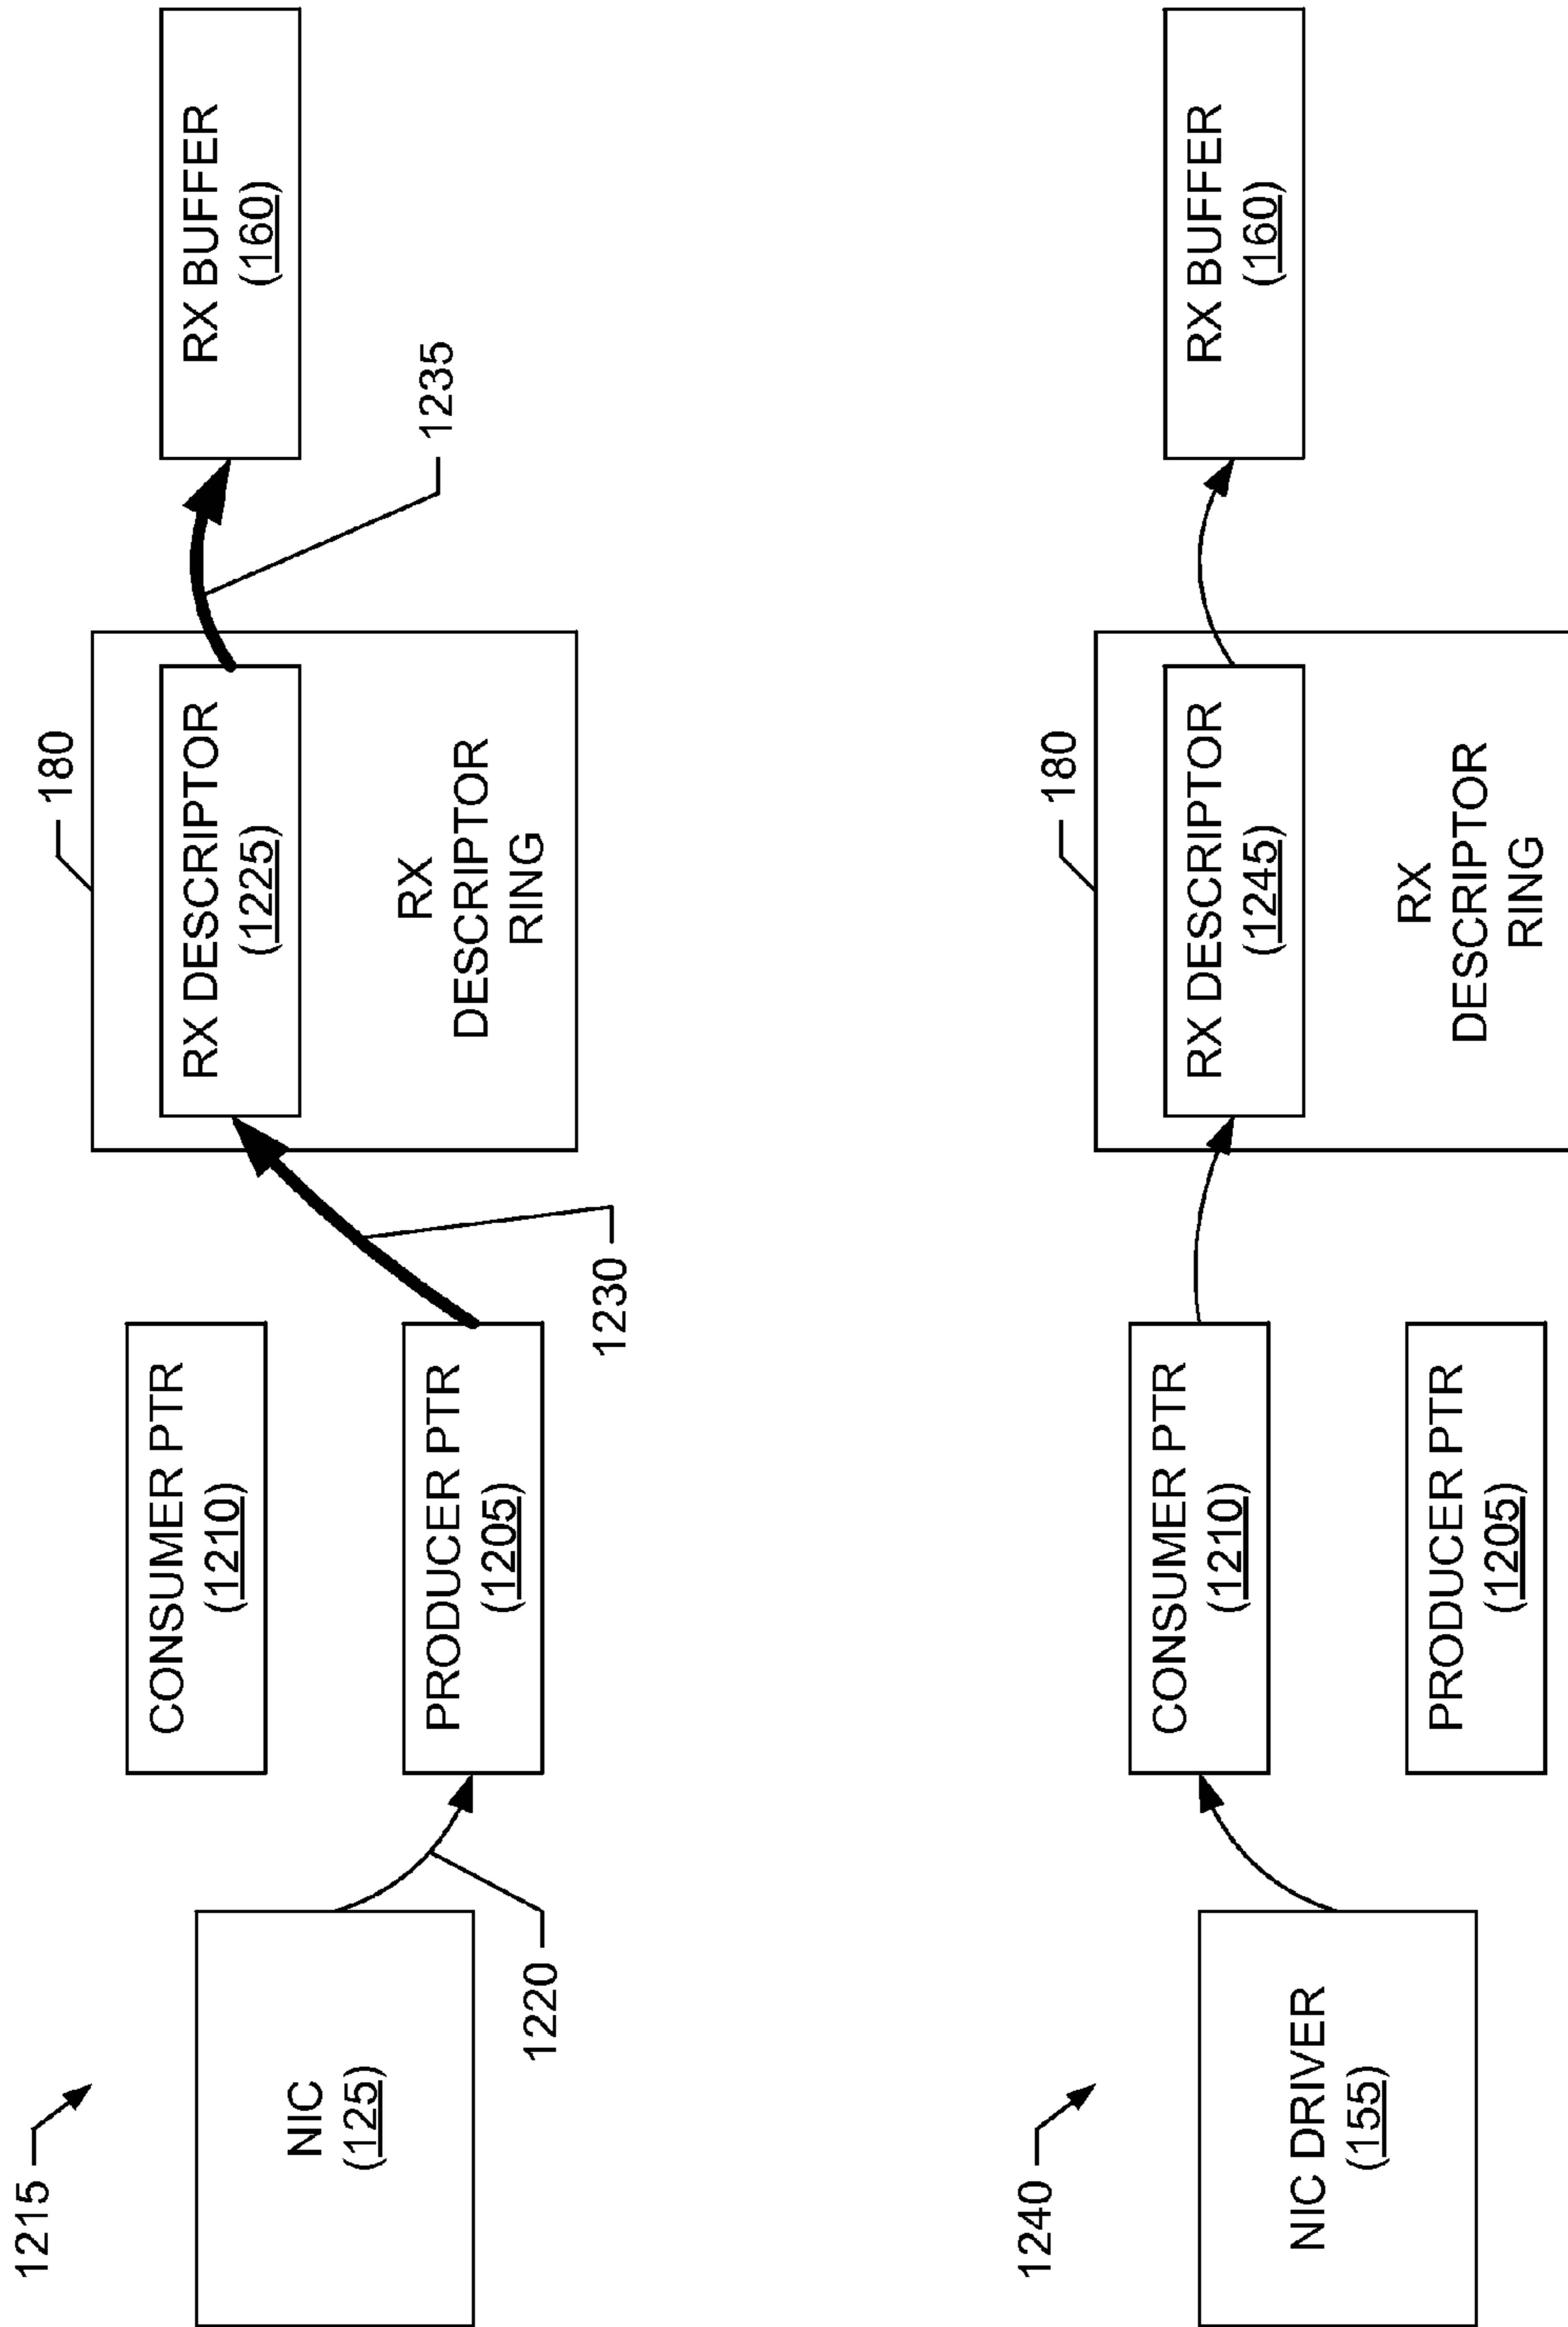 1215
NIC
(125)
1220
CONSUMER PTR
(1210)
PRODUCER PTR
(1205)
1230
180
RX DESCRIPTOR
(1225)
RX
DESCRIPTOR
RING
1235
RX BUFFER
(160)
1240
NIC DRIVER
(155)
CONSUMER PTR
(1210)
PRODUCER PTR
(1205)
180
RX DESCRIPTOR
(1245)
RX
DESCRIPTOR
RING
RX BUFFER
(160)